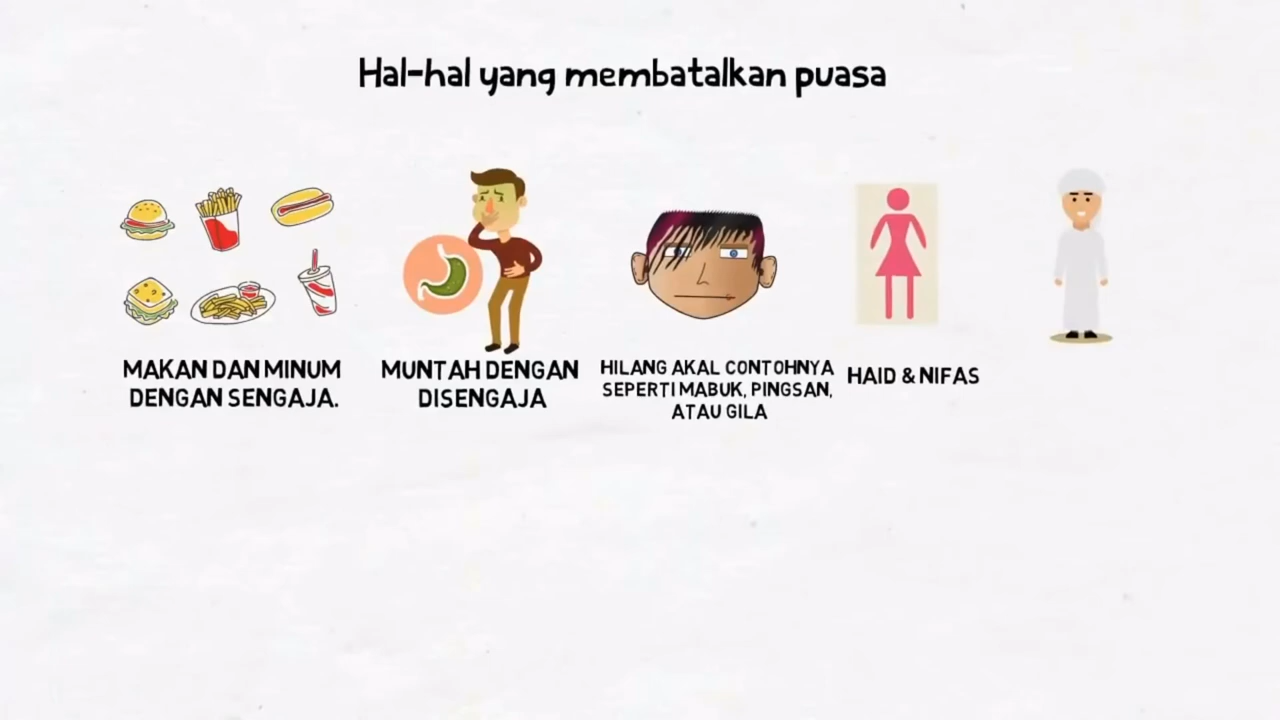 Hal-hal yang membatalkan puasa
MAKAN DAN MINUM
DENGAN SENGAJA.
MUNTAH DENGAN
DISENGAJA
HILANG AKAL CONTOHNYA
SEPERTI MABUK, PINGSAN,
ATAU GILA
HAID & NIFAS